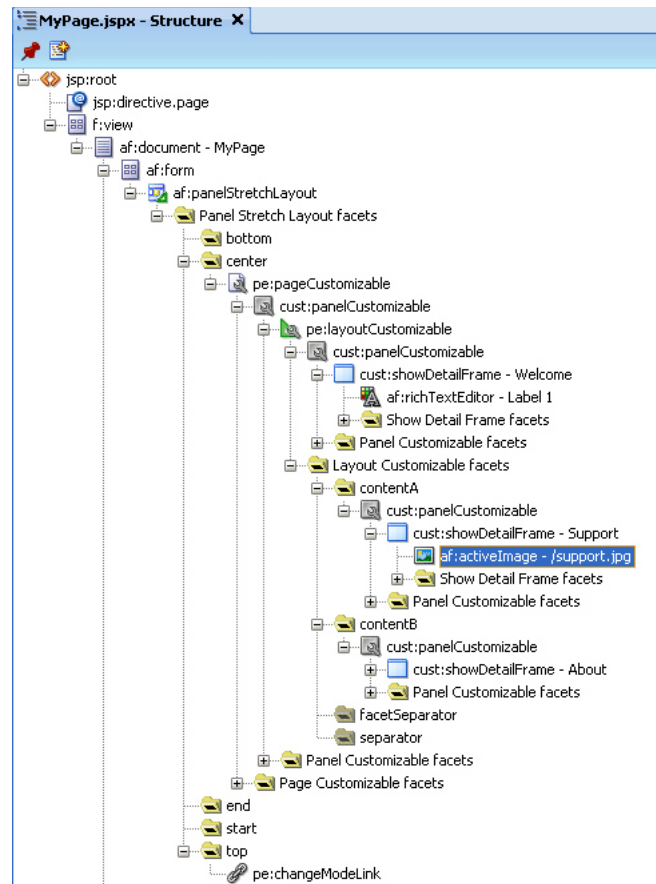 MyPage.jspx - Structure
jsp:root
jsp:directive.page
f:view
af:document - MyPage
af:form
af:panelStretchLayout
Panel Stretch Layout facets
bottom
center
pe:pageCustomizable
cust:panelCustomizable
pe:layoutCustomizable
cust:panelCustomizable
cust:showDetailFrame - Welcome
af:richTextEditor - Label 1
Show Detail Frame facets
Panel Customizable facets
Layout Customizable facets
contentA
cust:panelCustomizable
cust:showDetailFrame - Support
af:activeImage - /support.jpg
Show Detail Frame facets
Panel Customizable facets
contentB
cust:panelCustomizable
cust:showDetailFrame - About
Panel Customizable facets
facetSeparator
separator
Panel Customizable facets
Page Customizable facets
end
start
top
pe:changeModeLink